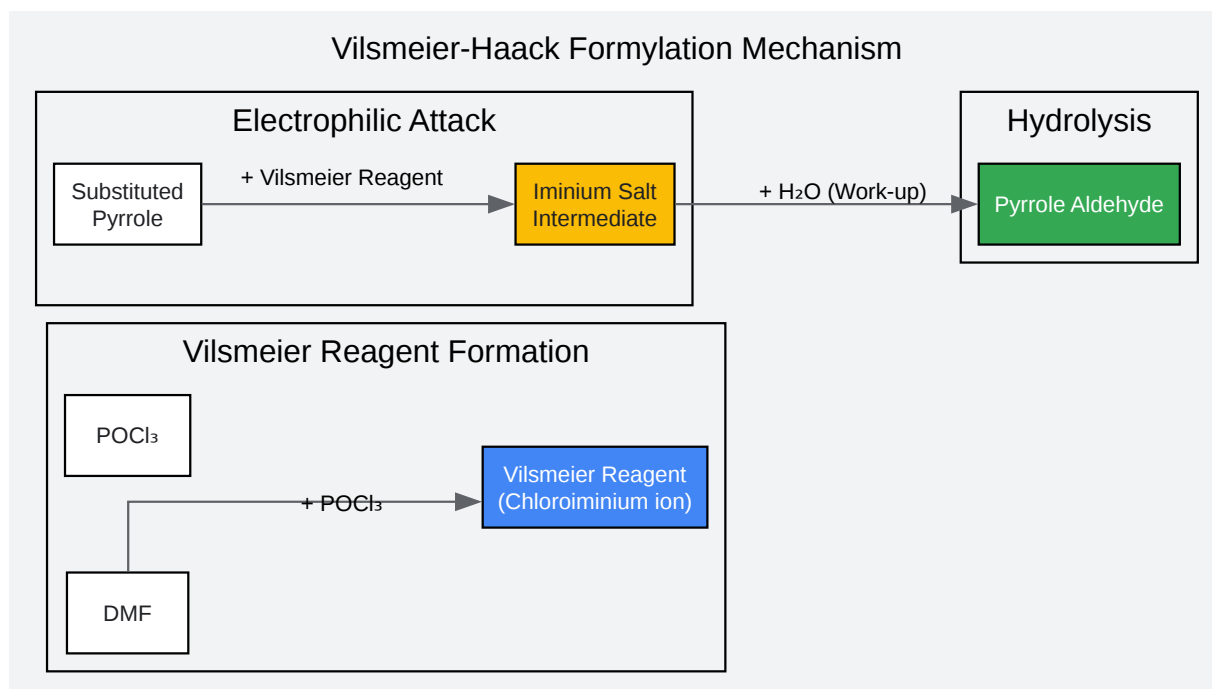 Vilsmeier-Haack Formylation Mechanism
Electrophilic Attack
Substituted
Pyrrole
+ Vilsmeier Reagent
Iminium Salt
Intermediate
+ H₂O (Work-up)
Hydrolysis
Pyrrole Aldehyde
Vilsmeier Reagent Formation
POCl₃
+ POCl₃
Vilsmeier Reagent
(Chloroiminium ion)
DMF